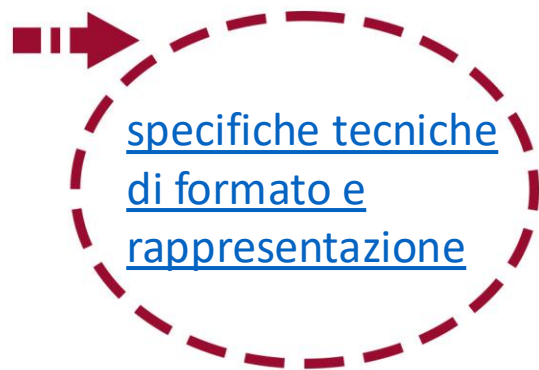 specifiche tecniche
di formato e
rappresentazione